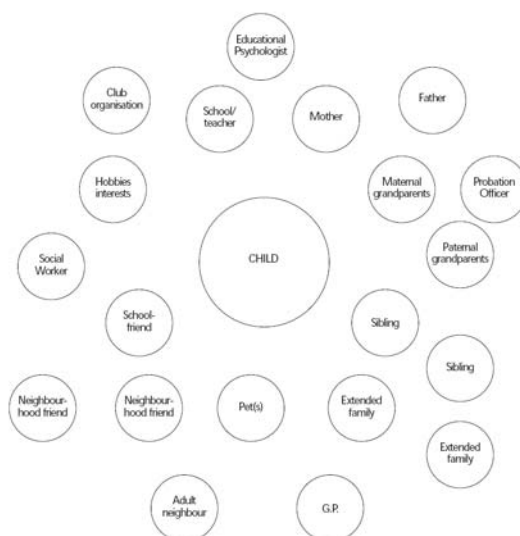 Educational
Psychologist
Club
organisation
School/
teacher
Mother
Father
Hobbies
interests
Maternal
grandparents
Probation
Officer
Social
Worker
CHILD
Paternal
grandparents
School-
friend
Sibling
Sibling
Neighbour-
hood friend
Neighbour-
hood friend
Pet(s)
Extended
family
Extended
family
Adult
neighbour
G.P.